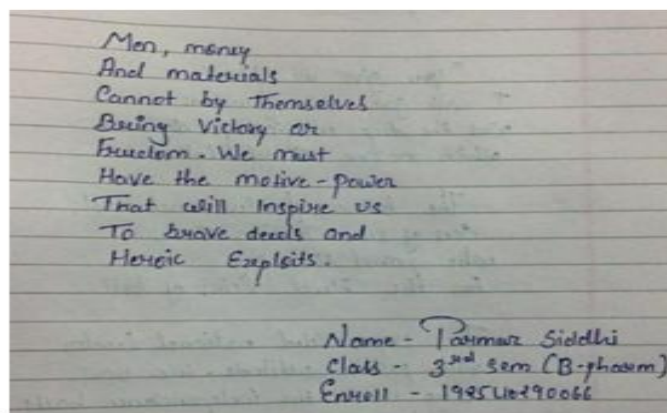 Men, money
And materials
Cannot by Themselves
Bring Victory or
Freedom. We must
Have the motive-power
That will Inspire us
To brave deeds and
Heroic Exploits.
Name - Parmar Siddhi
Class - 3rd sem (B-pharm)
Enroll - 198540290066